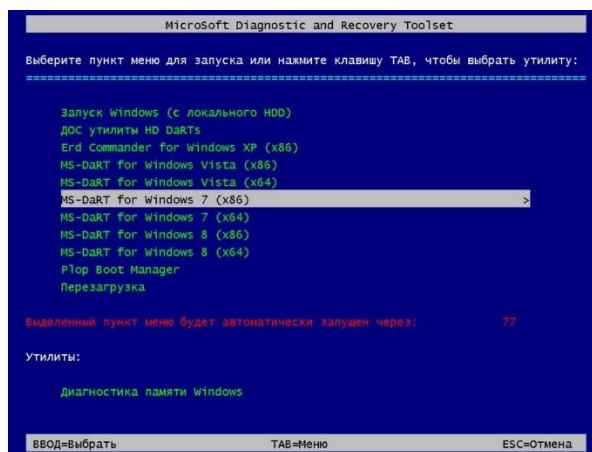 MicroSoft Diagnostic and Recovery Toolset
Выберите пункт меню для запуска или нажмите клавишу TAB, чтобы выбрать утилиту:
Запуск Windows (с локального HDD)
ДОС утилиты HD DaRTs
Erd Commander for Windows XP (x86)
MS-DaRT for Windows Vista (x86)
MS-DaRT for Windows Vista (x64)
MS-DaRT for Windows 7 (x86) >
MS-DaRT for Windows 7 (x64)
MS-DaRT for Windows 8 (x86)
MS-DaRT for Windows 8 (x64)
Plop Boot Manager
Перезагрузка
Выделенный пункт меню будет автоматически запущен через: 77
Утилиты:
Диагностика памяти Windows
ВВОД=Выбрать TAB=Меню ESC=Отмена